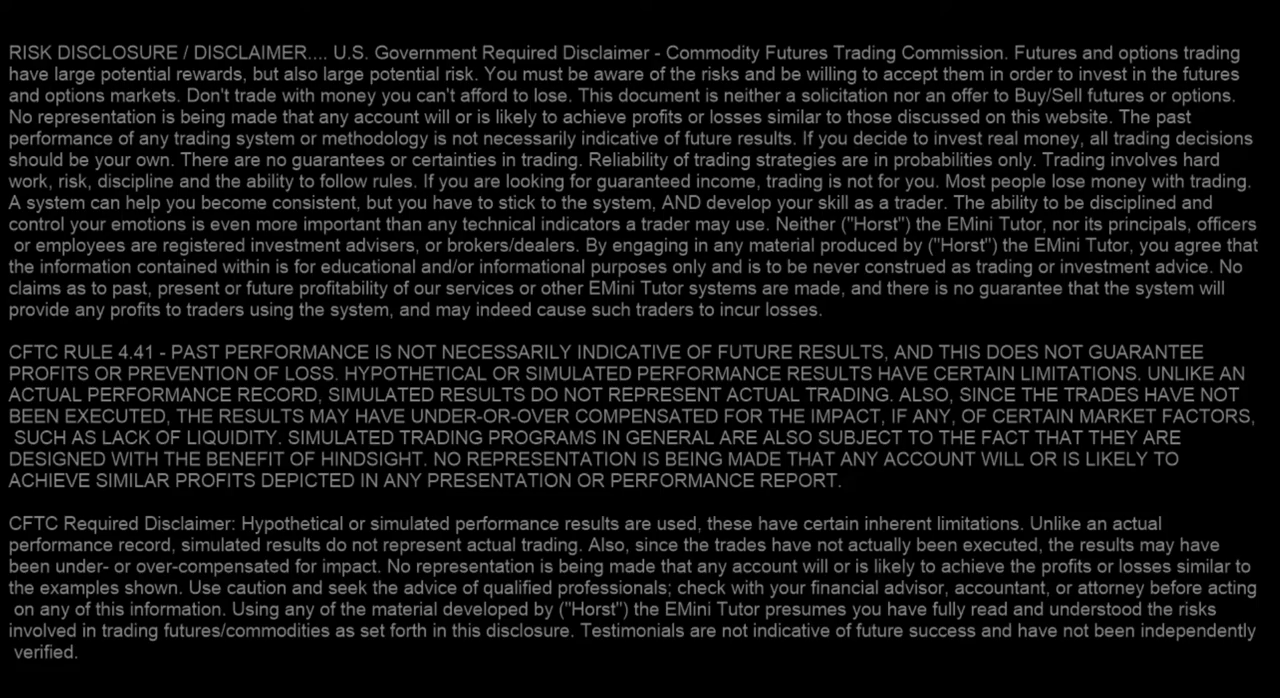 RISK DISCLOSURE / DISCLAIMER.... U.S. Government Required Disclaimer - Commodity Futures Trading Commission. Futures and options trading
have large potential rewards, but also large potential risk. You must be aware of the risks and be willing to accept them in order to invest in the futures
and options markets. Don't trade with money you can't afford to lose. This document is neither a solicitation nor an offer to Buy/Sell futures or options.
No representation is being made that any account will or is likely to achieve profits or losses similar to those discussed on this website. The past
performance of any trading system or methodology is not necessarily indicative of future results. If you decide to invest real money, all trading decisions
should be your own. There are no guarantees or certainties in trading. Reliability of trading strategies are in probabilities only. Trading involves hard
work, risk, discipline and the ability to follow rules. If you are looking for guaranteed income, trading is not for you. Most people lose money with trading.
A system can help you become consistent, but you have to stick to the system, AND develop your skill as a trader. The ability to be disciplined and
control your emotions is even more important than any technical indicators a trader may use. Neither ("Horst") the EMini Tutor, nor its principals, officers
or employees are registered investment advisers, or brokers/dealers. By engaging in any material produced by ("Horst") the EMini Tutor, you agree that
the information contained within is for educational and/or informational purposes only and is to be never construed as trading or investment advice. No
claims as to past, present or future profitability of our services or other EMini Tutor systems are made, and there is no guarantee that the system will
provide any profits to traders using the system, and may indeed cause such traders to incur losses.
CFTC RULE 4.41 - PAST PERFORMANCE IS NOT NECESSARILY INDICATIVE OF FUTURE RESULTS, AND THIS DOES NOT GUARANTEE
PROFITS OR PREVENTION OF LOSS. HYPOTHETICAL OR SIMULATED PERFORMANCE RESULTS HAVE CERTAIN LIMITATIONS. UNLIKE AN
ACTUAL PERFORMANCE RECORD, SIMULATED RESULTS DO NOT REPRESENT ACTUAL TRADING. ALSO, SINCE THE TRADES HAVE NOT
BEEN EXECUTED, THE RESULTS MAY HAVE UNDER-OR-OVER COMPENSATED FOR THE IMPACT, IF ANY, OF CERTAIN MARKET FACTORS,
SUCH AS LACK OF LIQUIDITY. SIMULATED TRADING PROGRAMS IN GENERAL ARE ALSO SUBJECT TO THE FACT THAT THEY ARE
DESIGNED WITH THE BENEFIT OF HINDSIGHT. NO REPRESENTATION IS BEING MADE THAT ANY ACCOUNT WILL OR IS LIKELY TO
ACHIEVE SIMILAR PROFITS DEPICTED IN ANY PRESENTATION OR PERFORMANCE REPORT.
CFTC Required Disclaimer: Hypothetical or simulated performance results are used, these have certain inherent limitations. Unlike an actual
performance record, simulated results do not represent actual trading. Also, since the trades have not actually been executed, the results may have
been under- or over-compensated for impact. No representation is being made that any account will or is likely to achieve the profits or losses similar to
the examples shown. Use caution and seek the advice of qualified professionals; check with your financial advisor, accountant, or attorney before acting
on any of this information. Using any of the material developed by ("Horst") the EMini Tutor presumes you have fully read and understood the risks
involved in trading futures/commodities as set forth in this disclosure. Testimonials are not indicative of future success and have not been independently
verified.